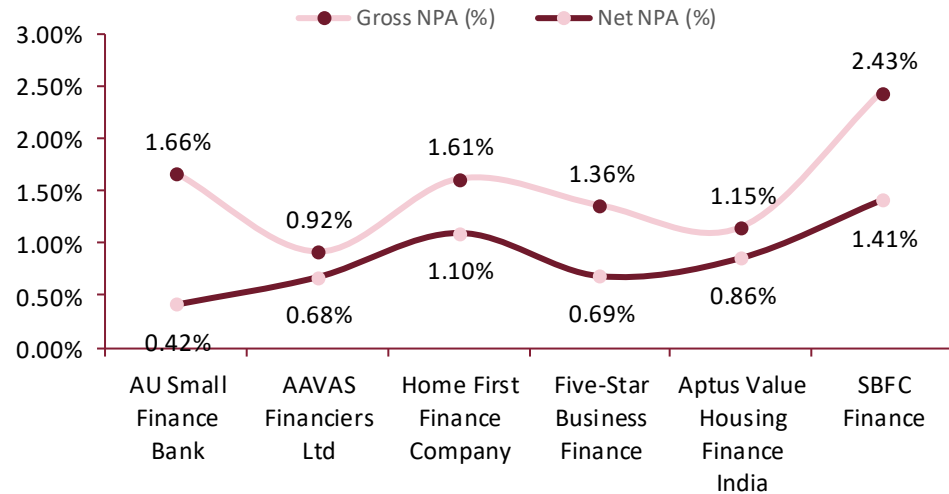 Gross NPA (%) Net NPA (%)
3.00%
2.50%
2.00%
1.50%
1.00%
0.50%
0.00%
1.66%
0.92%
1.61%
1.36%
1.15%
2.43%
0.42%
0.68%
1.10%
0.69%
0.86%
1.41%
AU Small
Finance
Bank
AAVAS
Financiers
Ltd
Home First
Finance
Company
Five-Star
Business
Finance
Aptus Value
Housing
Finance
India
SBFC
Finance